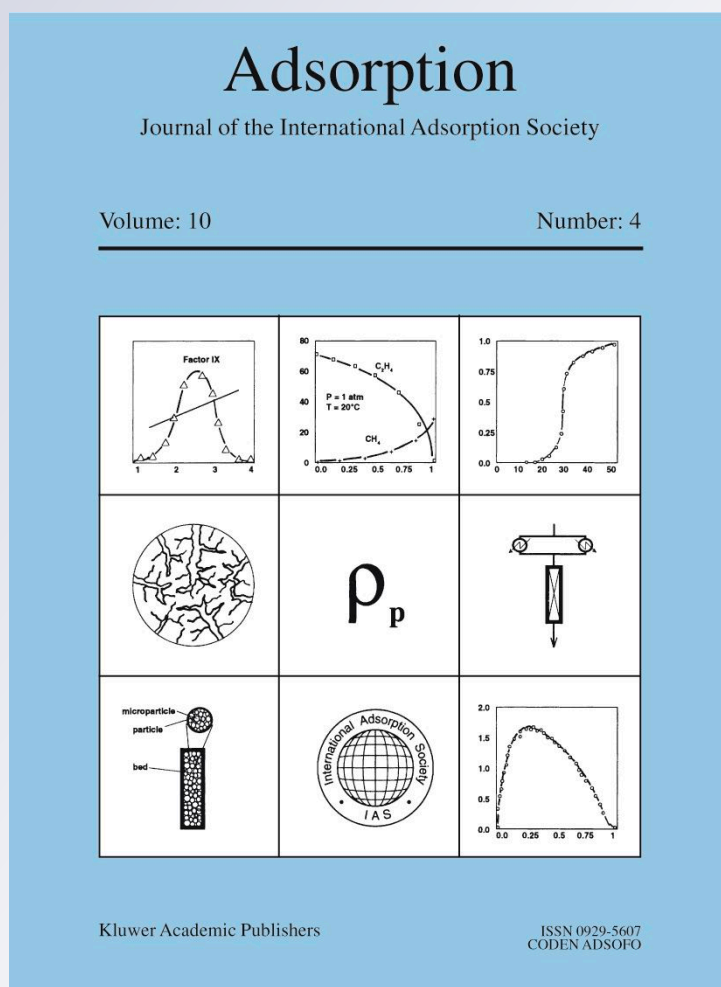 Adsorption
Journal of the International Adsorption Society
Volume: 10
Number: 4
Factor IX
1 2 3 4
80
60
40
20
0
C₂H₄
P = 1 atm
T = 20°C
CH₄
0.0 0.25 0.5 0.75 1
1.0
0.75
0.5
0.25
0.0
0 10 20 30 40 50
ρp
microparticle
particle
bed
International Adsorption Society
• IAS •
2.0
1.5
1.0
0.5
0.0
0.0 0.25 0.5 0.75 1
Kluwer Academic Publishers
ISSN 0929-5607
CODEN ADSOFO